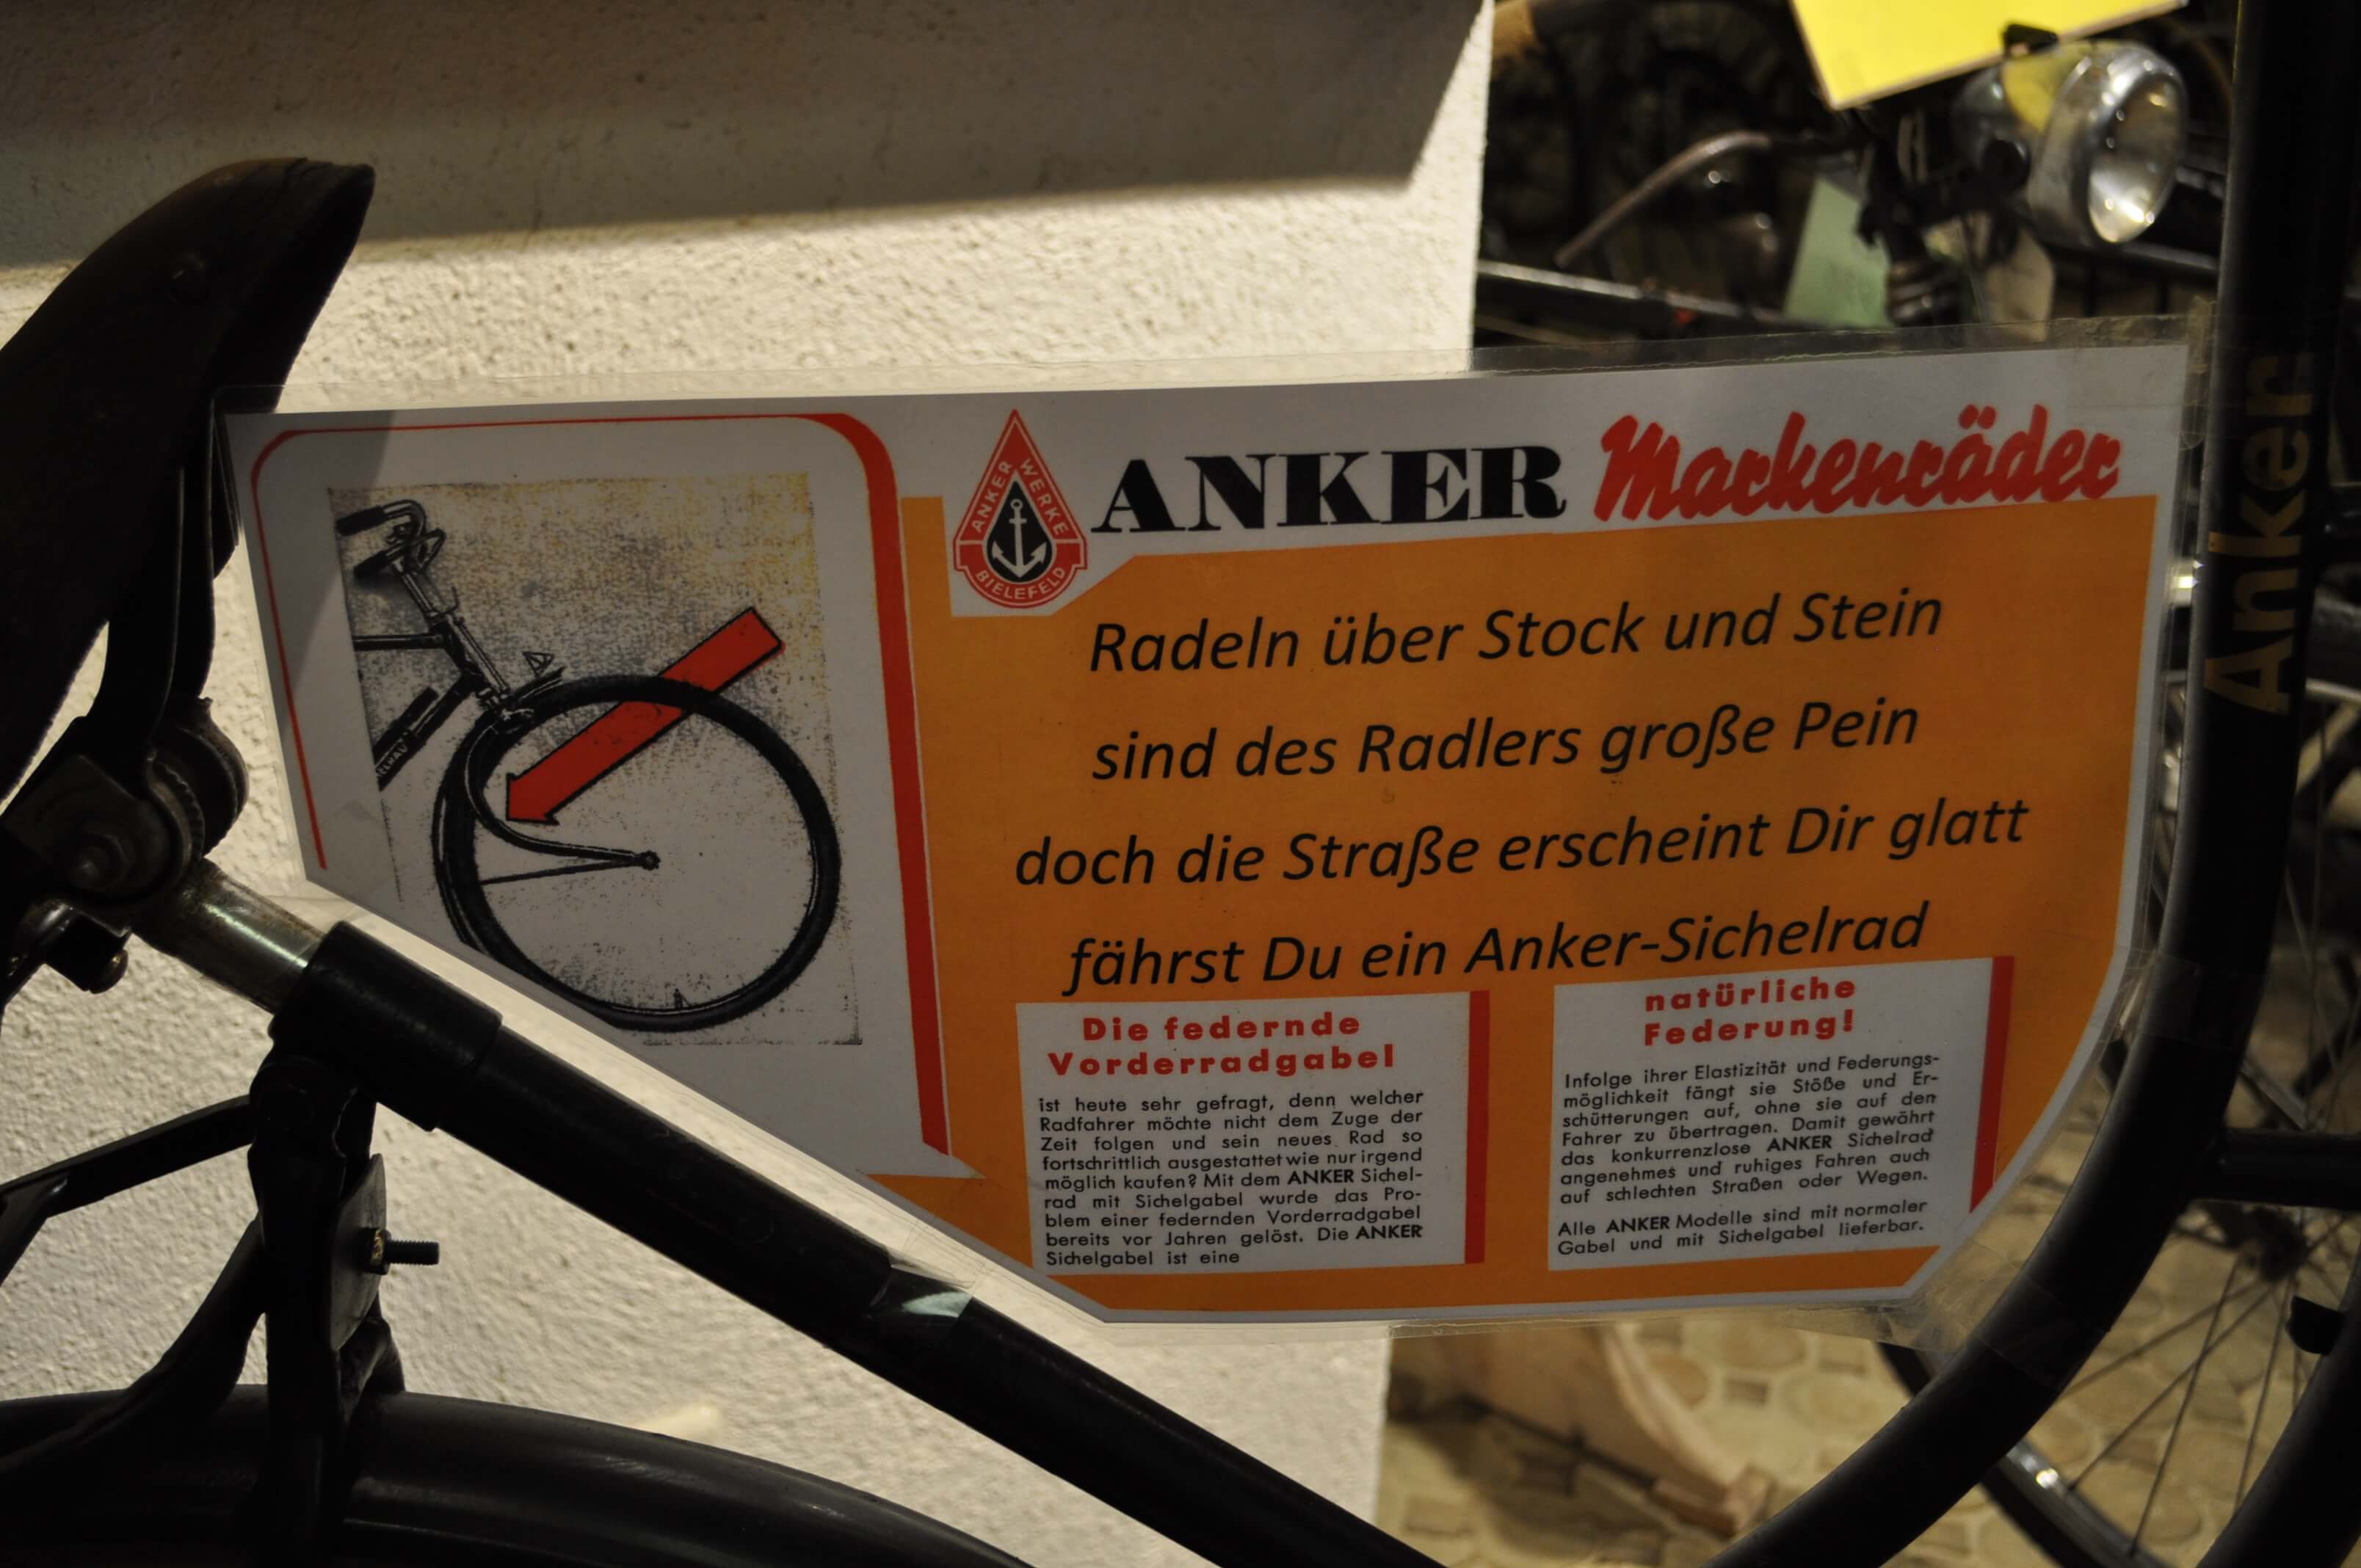 ANKER WERKE
BIELEFELD
ANKER Markenräder
Radeln über Stock und Stein
sind des Radlers große Pein
doch die Straße erscheint Dir glatt
fährst Du ein Anker-Sichelrad
Die federnde
Vorderradgabel
ist heute sehr gefragt, denn welcher
Radfahrer möchte nicht dem Zuge der
Zeit folgen und sein neues Rad so
fortschrittlich ausgestattet wie nur irgend
möglich kaufen? Mit dem ANKER Sichel-
rad mit Sichelgabel wurde das Pro-
blem einer federnden Vorderradgabel
bereits vor Jahren gelöst. Die ANKER
Sichelgabel ist eine
natürliche
Federung!
Infolge ihrer Elastizität und Federungs-
möglichkeit fängt sie Stöße und Er-
schütterungen auf, ohne sie auf den
Fahrer zu übertragen. Damit gewährt
das konkurrenzlose ANKER Sichelrad
angenehmes und ruhiges Fahren auch
auf schlechten Straßen oder Wegen.
Alle ANKER Modelle sind mit normaler
Gabel und mit Sichelgabel lieferbar.
Anker